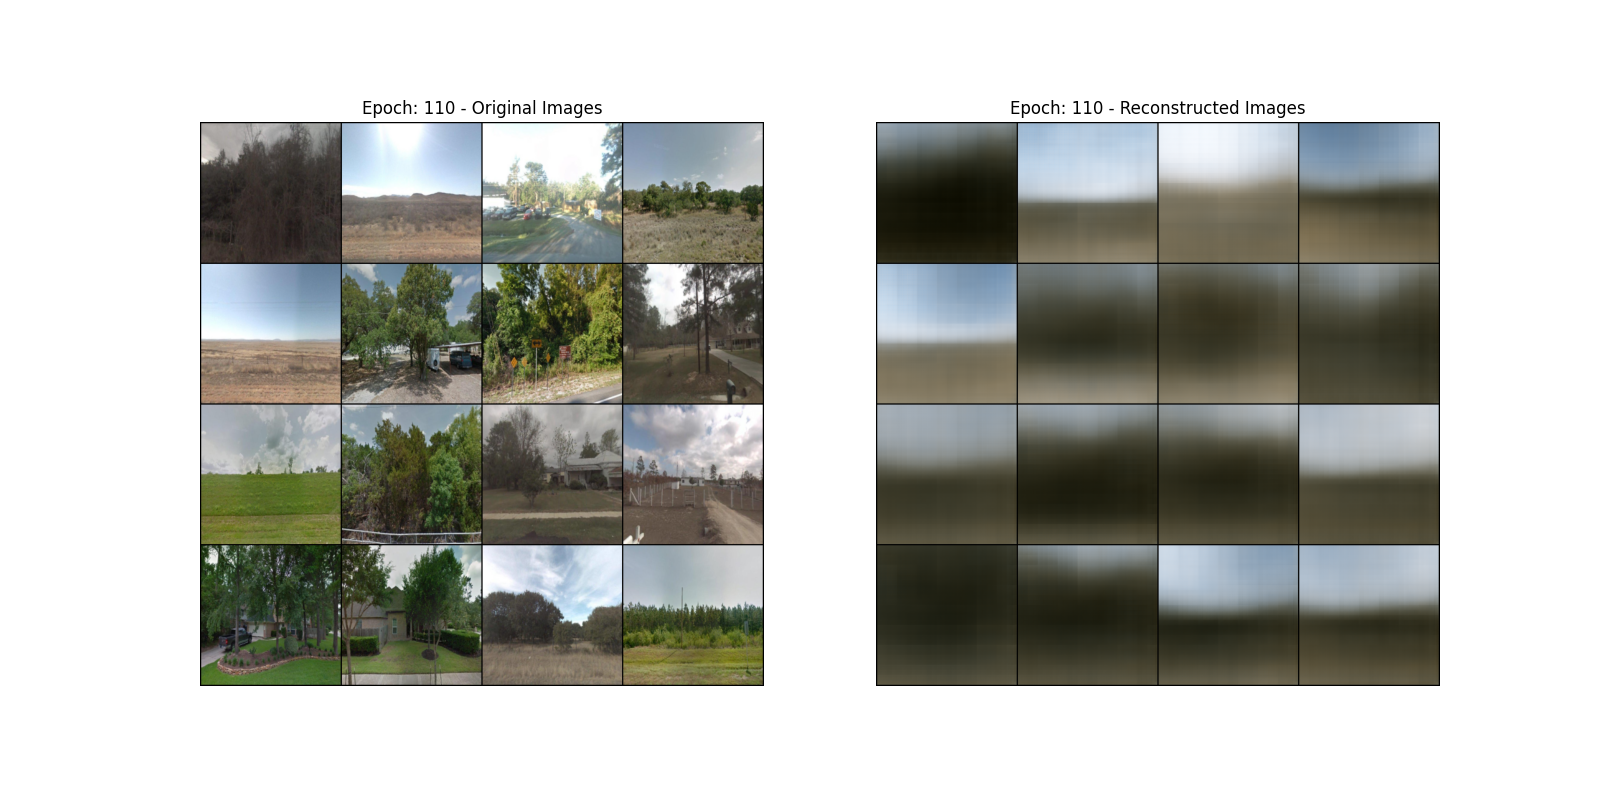 Epoch: 110 - Original Images
Epoch: 110 - Reconstructed Images